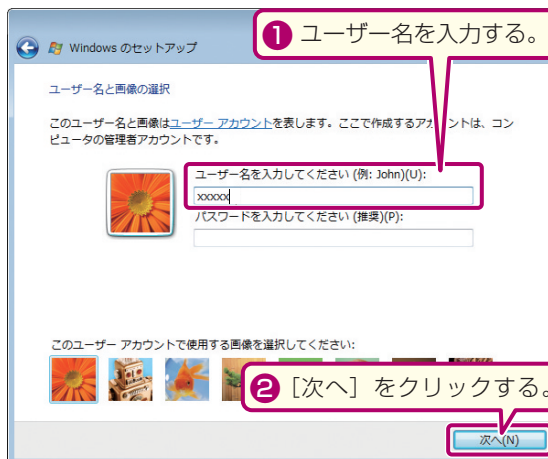 ❶ ユーザー名を入力する。
Windows のセットアップ
ユーザー名と画像の選択
このユーザー名と画像はユーザー アカウントを表します。ここで作成するアカウントは、コン
ピュータの管理者アカウントです。
ユーザー名を入力してください (例: John)(U):
xxxxx
パスワードを入力してください (推奨)(P):
このユーザー アカウントで使用する画像を選択してください:
❷ [次へ] をクリックする。
次へ(N)